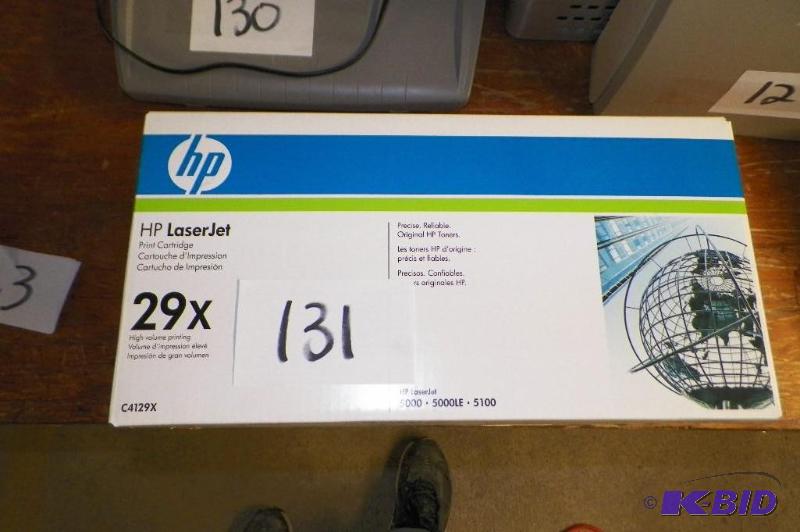 130
12
hp
HP LaserJet
Print Cartridge
Cartouche d'Impression
Cartucho de Impresión
Precise. Reliable.
Original HP Toners.
Les toners HP d'origine :
précis et fiables.
Precisos. Confiables.
originales HP.
3
29X
131
High volume printing
Volume d'impression élevé
Impresión de gran volumen
HP LaserJet
5000 • 5000LE • 5100
C4129X
© K-BID